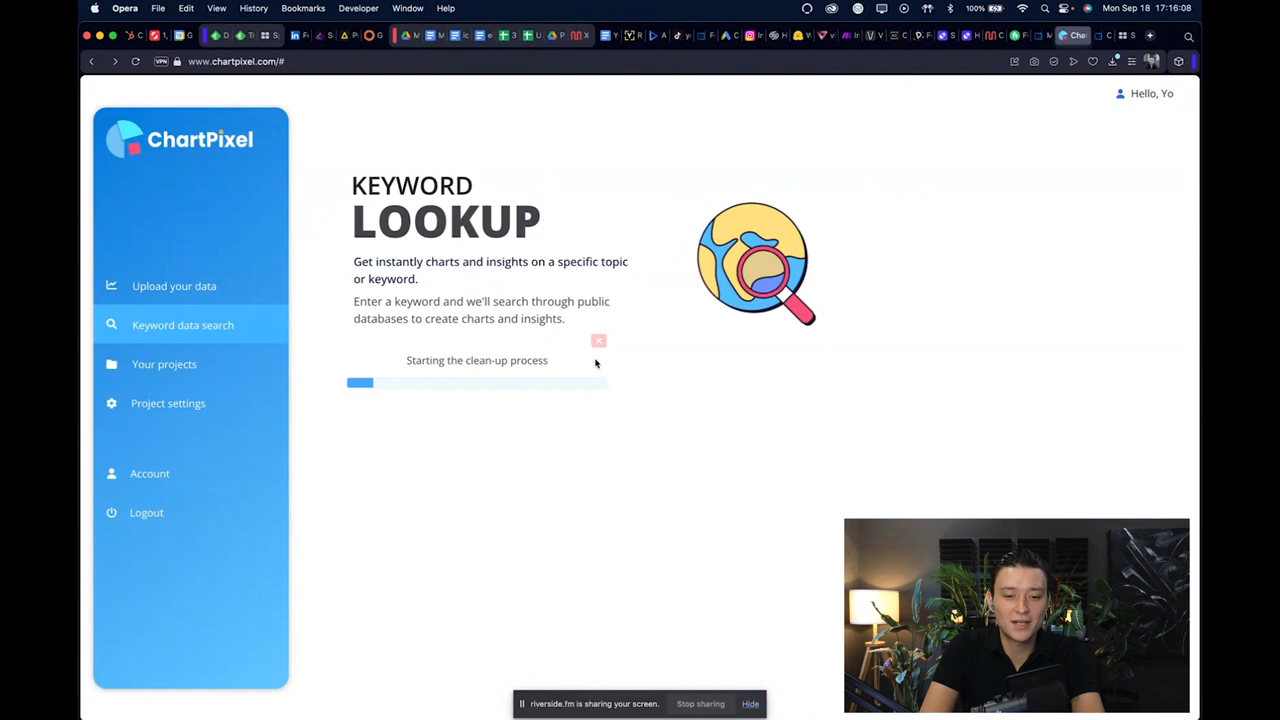 Opera File Edit View History Bookmarks Developer Window Help 100% Mon Sep 18 17:16:08
VPN www.chartpixel.com/#
Hello, Yo
ChartPixel
Upload your data
Keyword data search
Your projects
Project settings
Account
Logout
KEYWORD
LOOKUP
Get instantly charts and insights on a specific topic
or keyword.
Enter a keyword and we'll search through public
databases to create charts and insights.
Starting the clean-up process
riverside.fm is sharing your screen. Stop sharing Hide